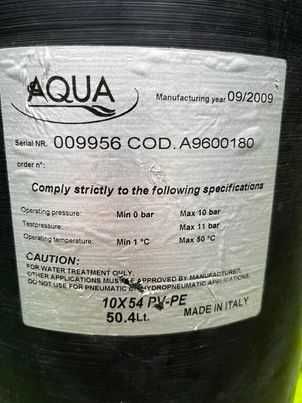 AQUA
Manufacturing year 09/2009
Serial NR. 009956 COD. A9600180
order n°:
Comply strictly to the following specifications
Operating pressure: Min 0 bar Max 10 bar
Testpressure: Max 11 bar
Operating temperature: Min 1 °C Max 50 °C
CAUTION:
FOR WATER TREATMENT ONLY.
OTHER APPLICATIONS MUST BE APPROVED BY MANUFACTURER.
DO NOT USE FOR PNEUMATIC OR HYDROPNEUMATIC APPLICATIONS.
10X54 PV-PE
50.4Lt. MADE IN ITALY